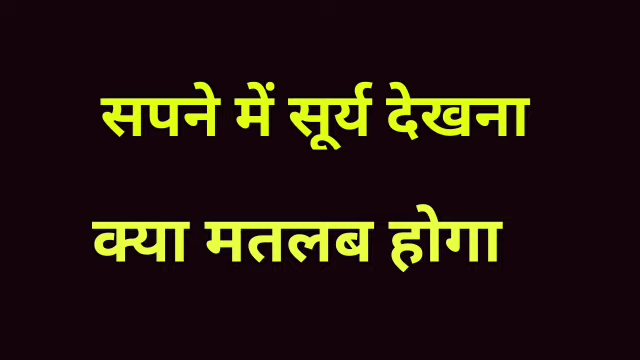 सपने में सूर्य देखना
क्या मतलब होगा